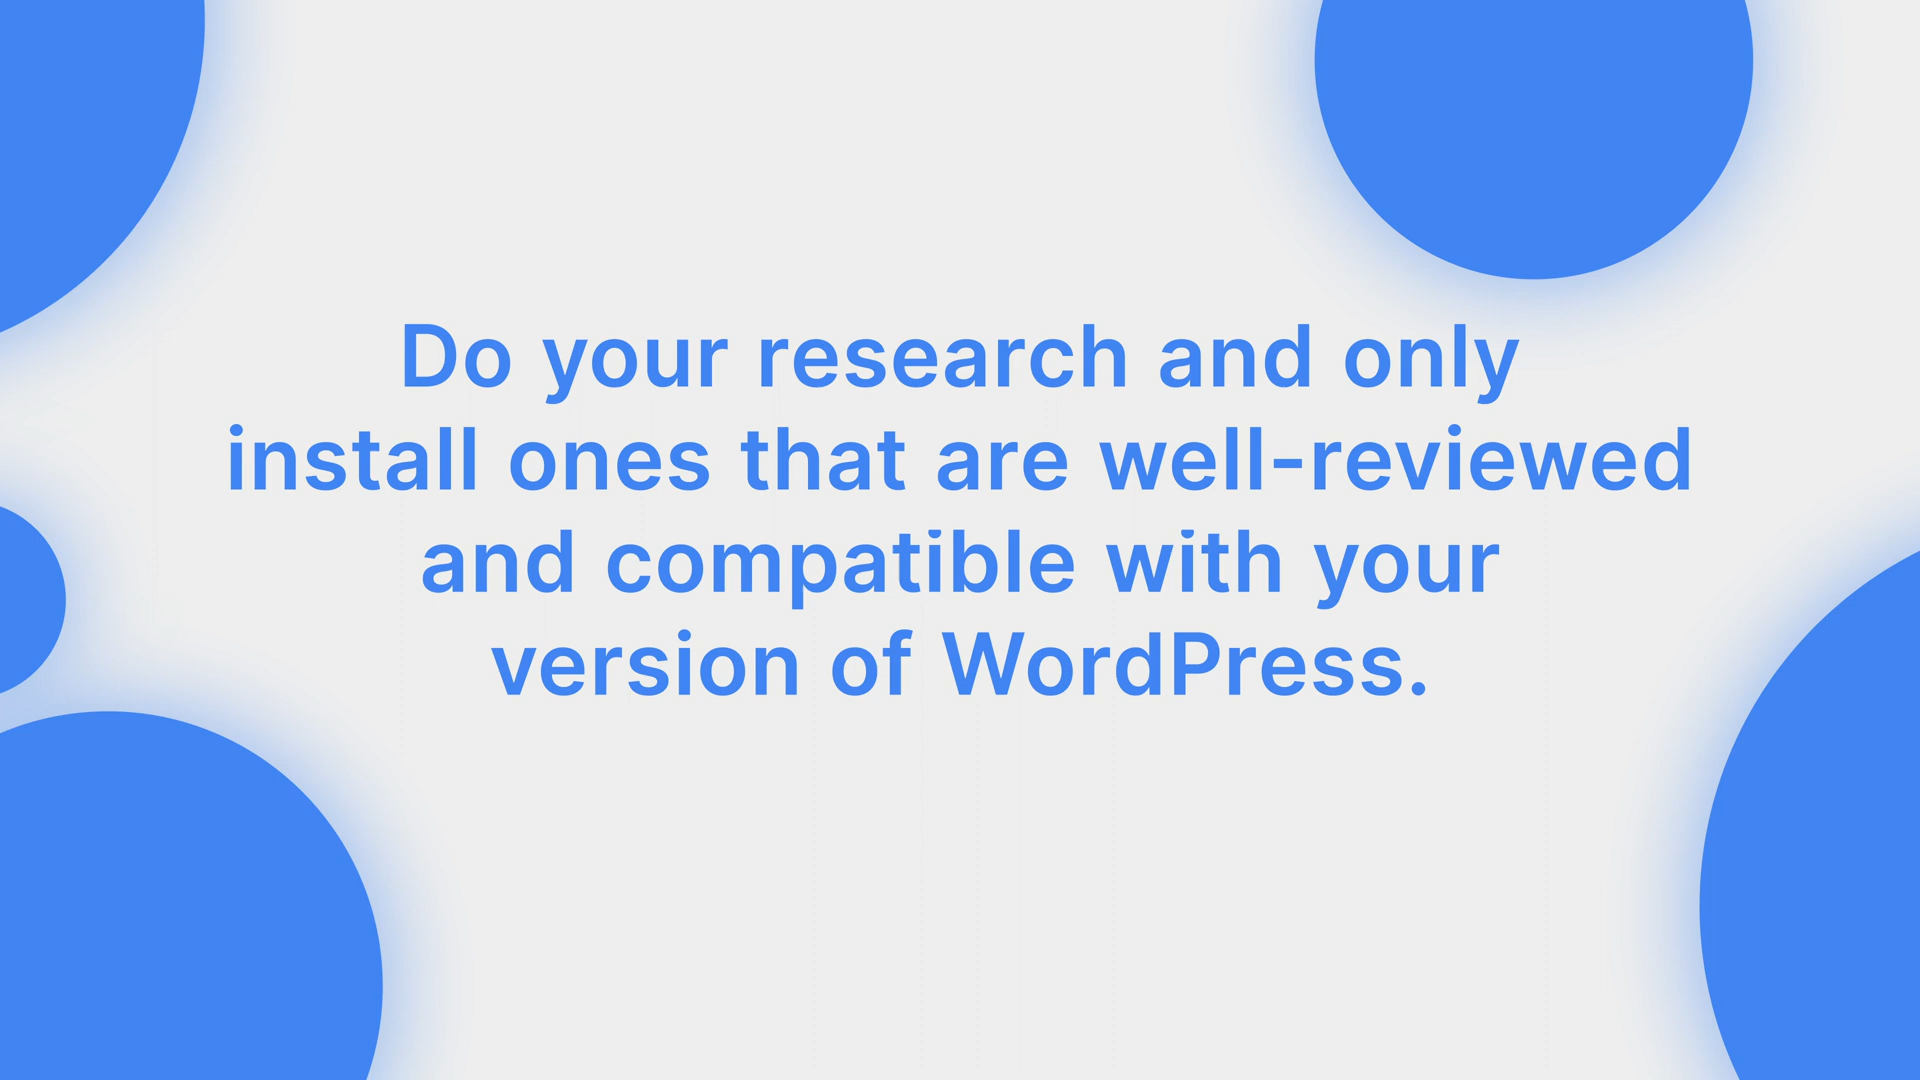 Do your research and only
install ones that are well-reviewed
and compatible with your
version of WordPress.